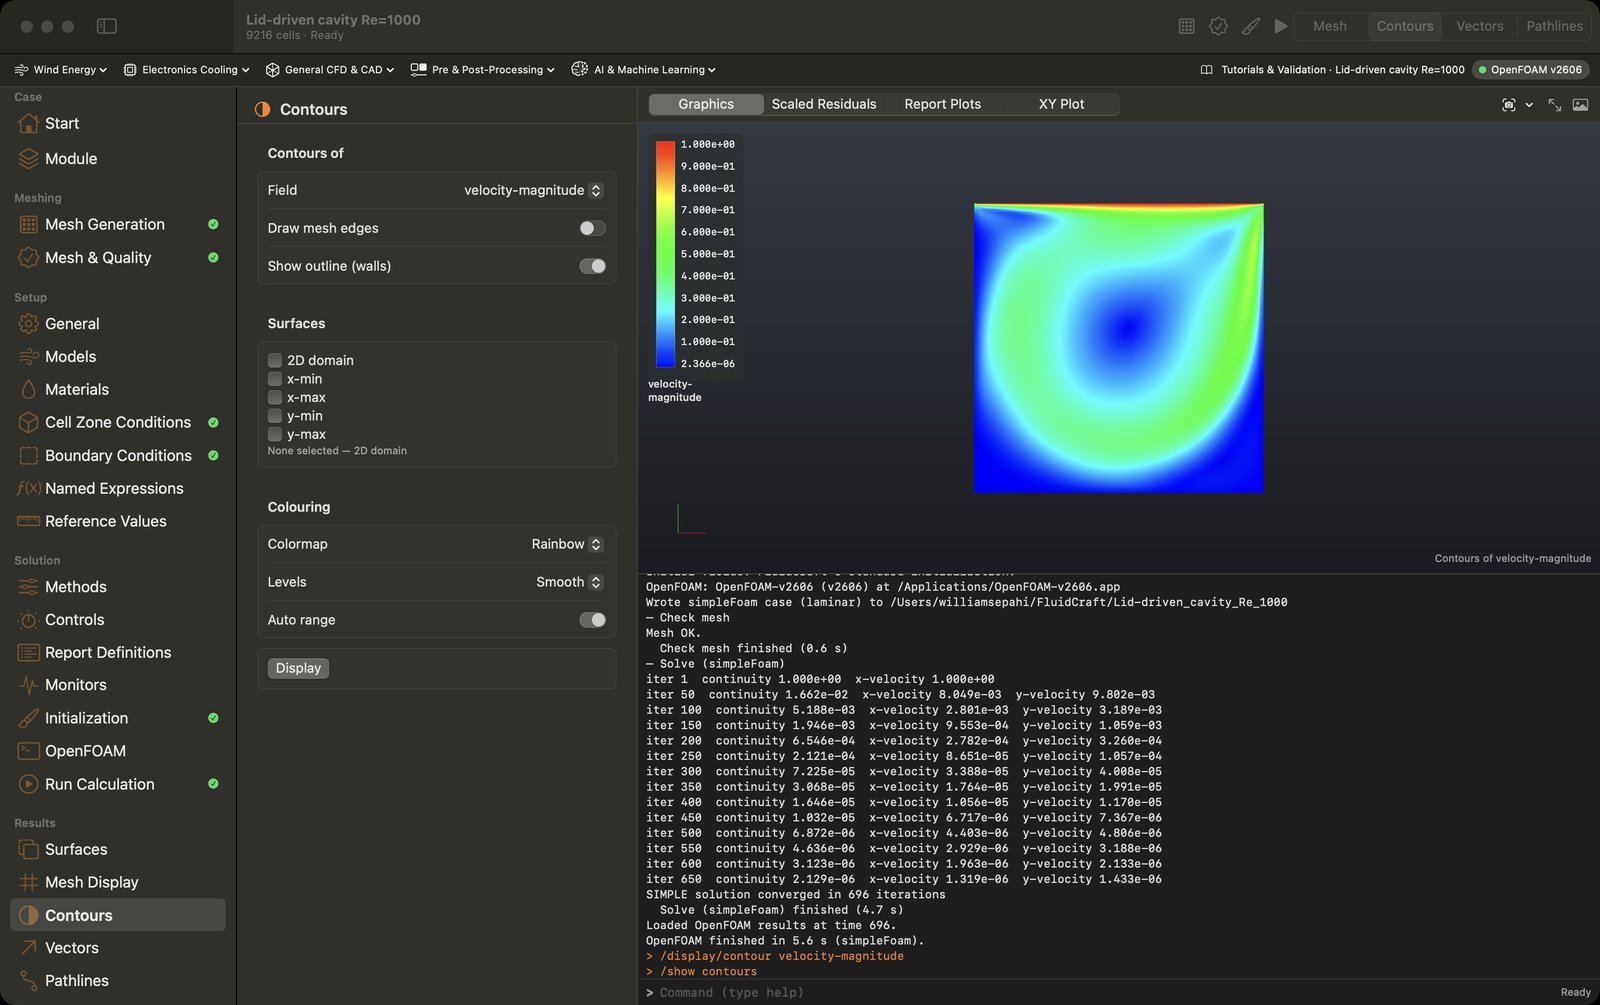 Lid-driven cavity Re=1000
9216 cells · Ready
Mesh
Contours
Vectors
Pathlines
Wind Energy
Electronics Cooling
General CFD & CAD
Pre & Post-Processing
AI & Machine Learning
Tutorials & Validation · Lid-driven cavity Re=1000
OpenFOAM v2606
Case
Start
Module
Meshing
Mesh Generation
Mesh & Quality
Setup
General
Models
Materials
Cell Zone Conditions
Boundary Conditions
f(x) Named Expressions
Reference Values
Solution
Methods
Controls
Report Definitions
Monitors
Initialization
OpenFOAM
Run Calculation
Results
Surfaces
Mesh Display
Contours
Vectors
Pathlines
Contours
Contours of
Field velocity-magnitude
Draw mesh edges
Show outline (walls)
Surfaces
2D domain
x-min
x-max
y-min
y-max
None selected — 2D domain
Colouring
Colormap Rainbow
Levels Smooth
Auto range
Display
Graphics
Scaled Residuals
Report Plots
XY Plot
1.000e+00
9.000e-01
8.000e-01
7.000e-01
6.000e-01
5.000e-01
4.000e-01
3.000e-01
2.000e-01
1.000e-01
2.366e-06
velocity-
magnitude
Contours of velocity-magnitude
OpenFOAM: OpenFOAM-v2606 (v2606) at /Applications/OpenFOAM-v2606.app
Wrote simpleFoam case (laminar) to /Users/williamsepahi/FluidCraft/Lid-driven_cavity_Re_1000
— Check mesh
Mesh OK.
Check mesh finished (0.6 s)
— Solve (simpleFoam)
iter 1 continuity 1.000e+00 x-velocity 1.000e+00
iter 50 continuity 1.662e-02 x-velocity 8.049e-03 y-velocity 9.802e-03
iter 100 continuity 5.188e-03 x-velocity 2.801e-03 y-velocity 3.189e-03
iter 150 continuity 1.946e-03 x-velocity 9.553e-04 y-velocity 1.059e-03
iter 200 continuity 6.546e-04 x-velocity 2.782e-04 y-velocity 3.260e-04
iter 250 continuity 2.121e-04 x-velocity 8.651e-05 y-velocity 1.057e-04
iter 300 continuity 7.225e-05 x-velocity 3.388e-05 y-velocity 4.008e-05
iter 350 continuity 3.068e-05 x-velocity 1.764e-05 y-velocity 1.991e-05
iter 400 continuity 1.646e-05 x-velocity 1.056e-05 y-velocity 1.170e-05
iter 450 continuity 1.032e-05 x-velocity 6.717e-06 y-velocity 7.367e-06
iter 500 continuity 6.872e-06 x-velocity 4.403e-06 y-velocity 4.806e-06
iter 550 continuity 4.636e-06 x-velocity 2.929e-06 y-velocity 3.188e-06
iter 600 continuity 3.123e-06 x-velocity 1.963e-06 y-velocity 2.133e-06
iter 650 continuity 2.129e-06 x-velocity 1.319e-06 y-velocity 1.433e-06
SIMPLE solution converged in 696 iterations
Solve (simpleFoam) finished (4.7 s)
Loaded OpenFOAM results at time 696.
OpenFOAM finished in 5.6 s (simpleFoam).
> /display/contour velocity-magnitude
> /show contours
> Command (type help)
Ready